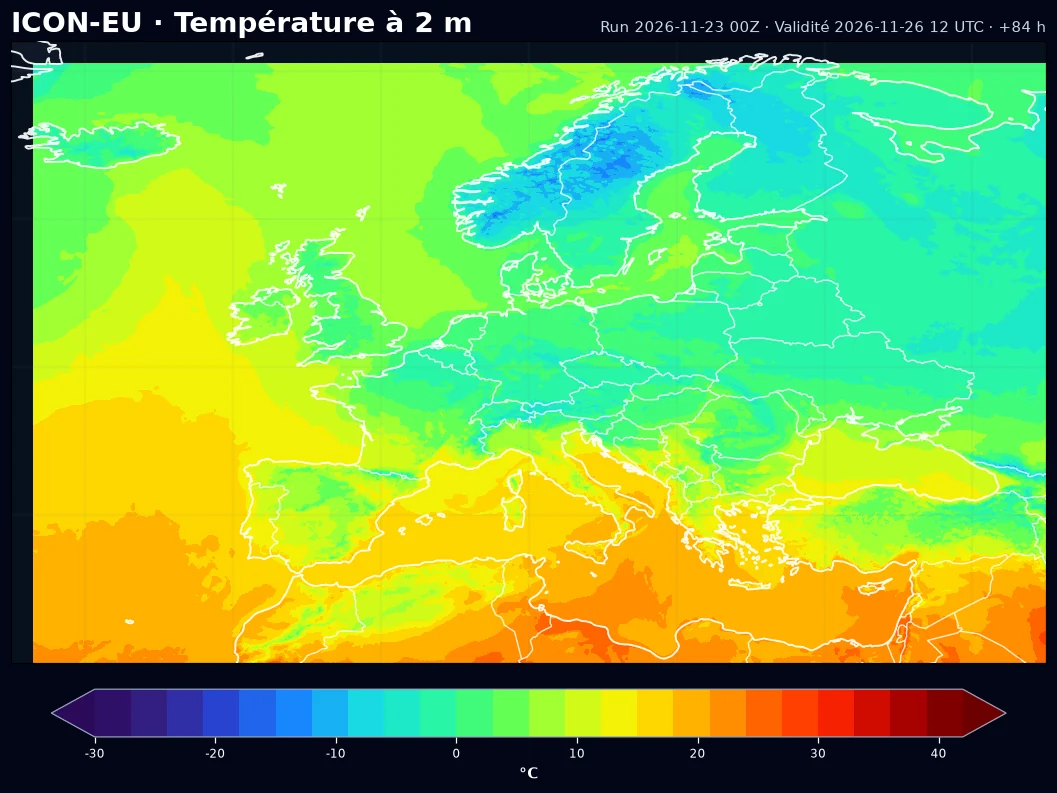 ICON-EU · Température à 2 m
Run 2026-11-23 00Z · Validité 2026-11-26 12 UTC · +84 h
-30 -20 -10 0 10 20 30 40
°C